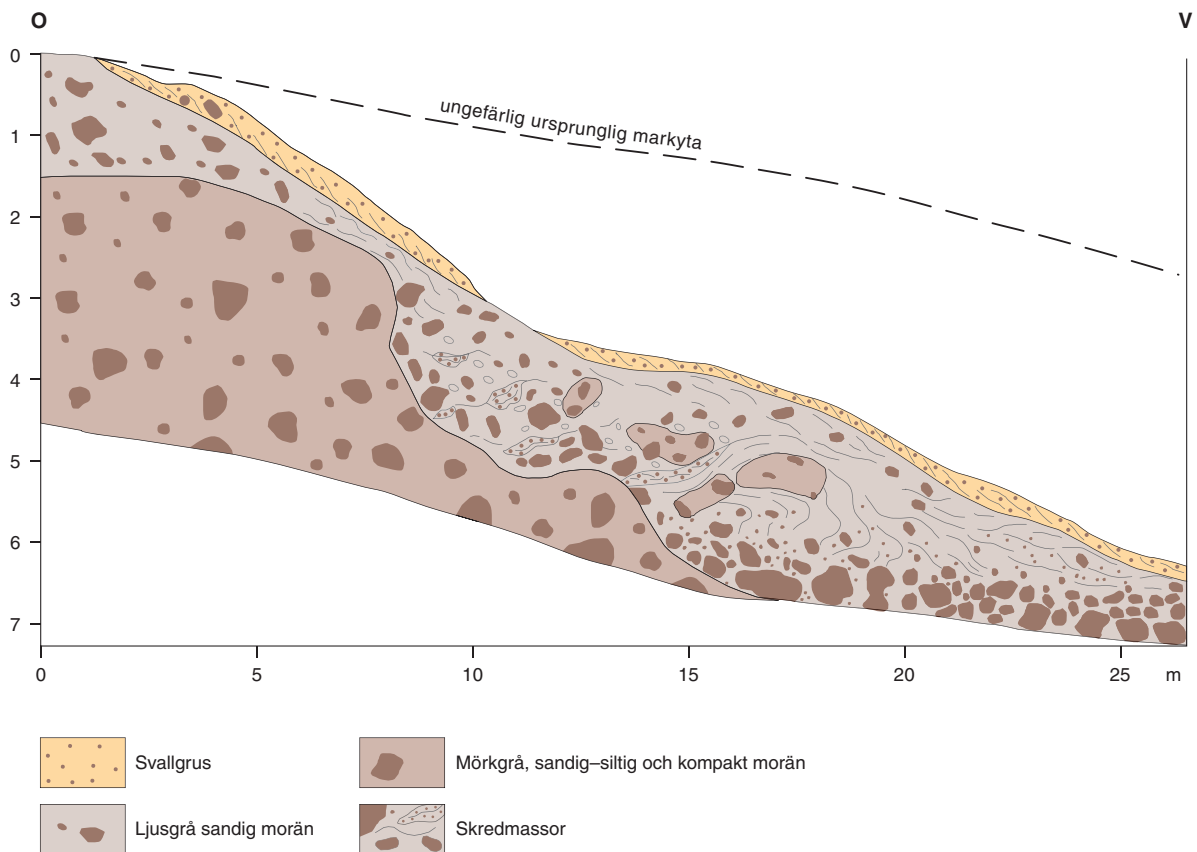 O
V
0
1
2
3
4
5
6
7
ungefärlig ursprunglig markyta
0
5
10
15
20
25
m
Svallgrus
Mörkgrå, sandig–siltig och kompakt morän
Ljusgrå sandig morän
Skredmassor